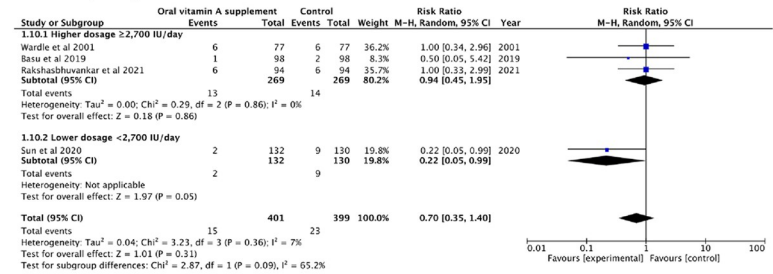 Oral vitamin A supplement Control Risk Ratio Risk Ratio
Study or Subgroup Events Total Events Total Weight M-H, Random, 95% CI Year M-H, Random, 95% CI
1.10.1 Higher dosage ≥2,700 IU/day
Wardle et al 2001 6 77 6 77 36.2% 1.00 [0.34, 2.96] 2001
Basu et al 2019 1 98 2 98 8.3% 0.50 [0.05, 5.42] 2019
Rakshasbhuvankar et al 2021 6 94 6 94 35.7% 1.00 [0.33, 2.99] 2021
Subtotal (95% CI) 269 269 80.2% 0.94 [0.45, 1.95]
Total events 13 14
Heterogeneity: Tau² = 0.00; Chi² = 0.29, df = 2 (P = 0.86); I² = 0%
Test for overall effect: Z = 0.18 (P = 0.86)
1.10.2 Lower dosage <2,700 IU/day
Sun et al 2020 2 132 9 130 19.8% 0.22 [0.05, 0.99] 2020
Subtotal (95% CI) 132 130 19.8% 0.22 [0.05, 0.99]
Total events 2 9
Heterogeneity: Not applicable
Test for overall effect: Z = 1.97 (P = 0.05)
Total (95% CI) 401 399 100.0% 0.70 [0.35, 1.40]
Total events 15 23
Heterogeneity: Tau² = 0.04; Chi² = 3.23, df = 3 (P = 0.36); I² = 7%
Test for overall effect: Z = 1.01 (P = 0.31)
Test for subgroup differences: Chi² = 2.87, df = 1 (P = 0.09), I² = 65.2%
0.01 0.1 1 10 100
Favours [experimental] Favours [control]